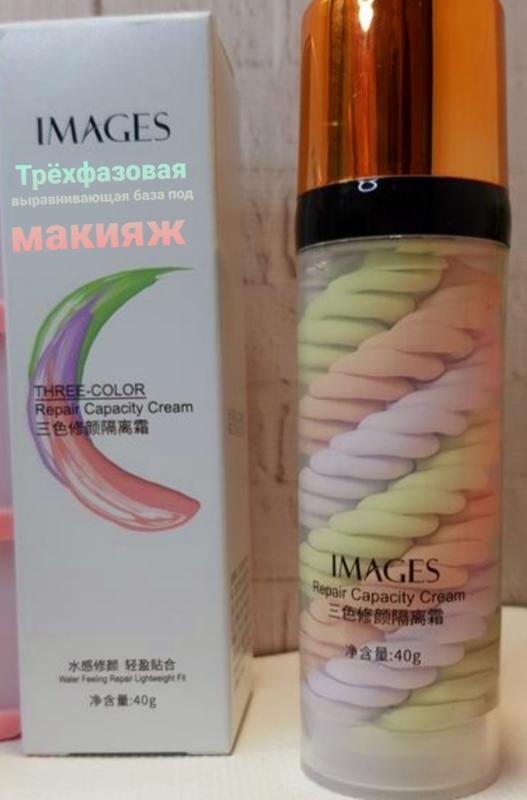 IMAGES
Трёхфазовая
выравнивающая база под
макияж
THREE-COLOR
Repair Capacity Cream
三色修颜隔离霜
水感修颜 轻盈贴合
Water Feeling Repair Lightweight Fit
净含量:40g
IMAGES
Repair Capacity Cream
三色修颜隔离霜
净含量:40g